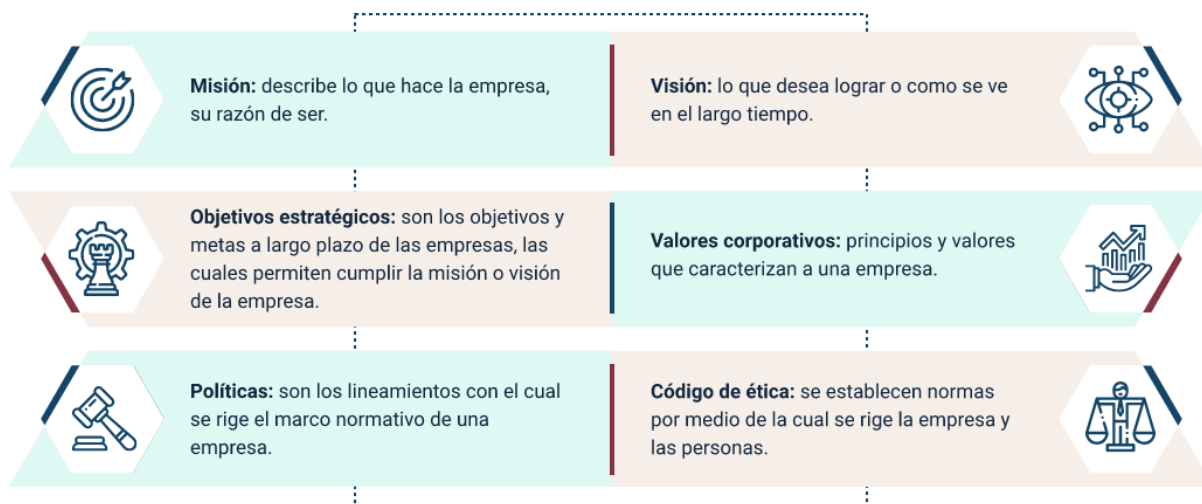 Misión: describe lo que hace la empresa,
su razón de ser.
Visión: lo que desea lograr o como se ve
en el largo tiempo.
Objetivos estratégicos: son los objetivos y
metas a largo plazo de las empresas, las
cuales permiten cumplir la misión o visión
de la empresa.
Valores corporativos: principios y valores
que caracterizan a una empresa.
Políticas: son los lineamientos con el cual
se rige el marco normativo de una
empresa.
Código de ética: se establecen normas
por medio de la cual se rige la empresa y
las personas.